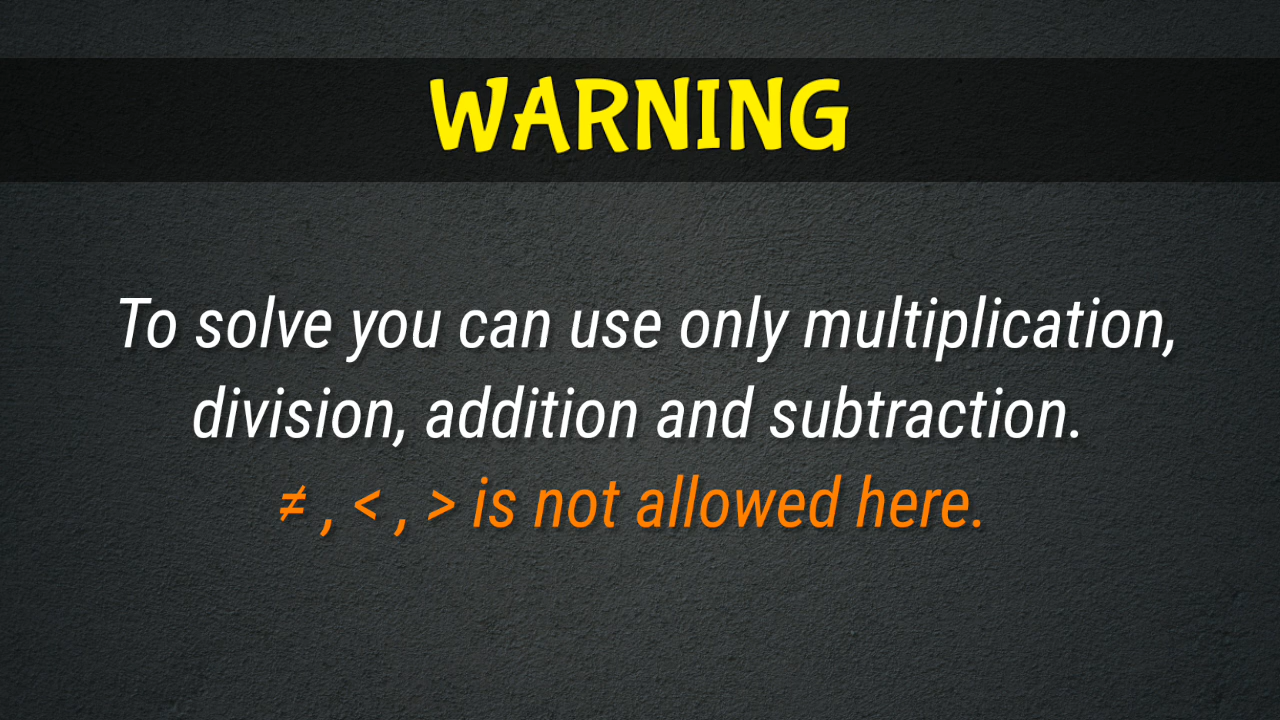 WARNING
To solve you can use only multiplication,
division, addition and subtraction.
≠ , < , > is not allowed here.